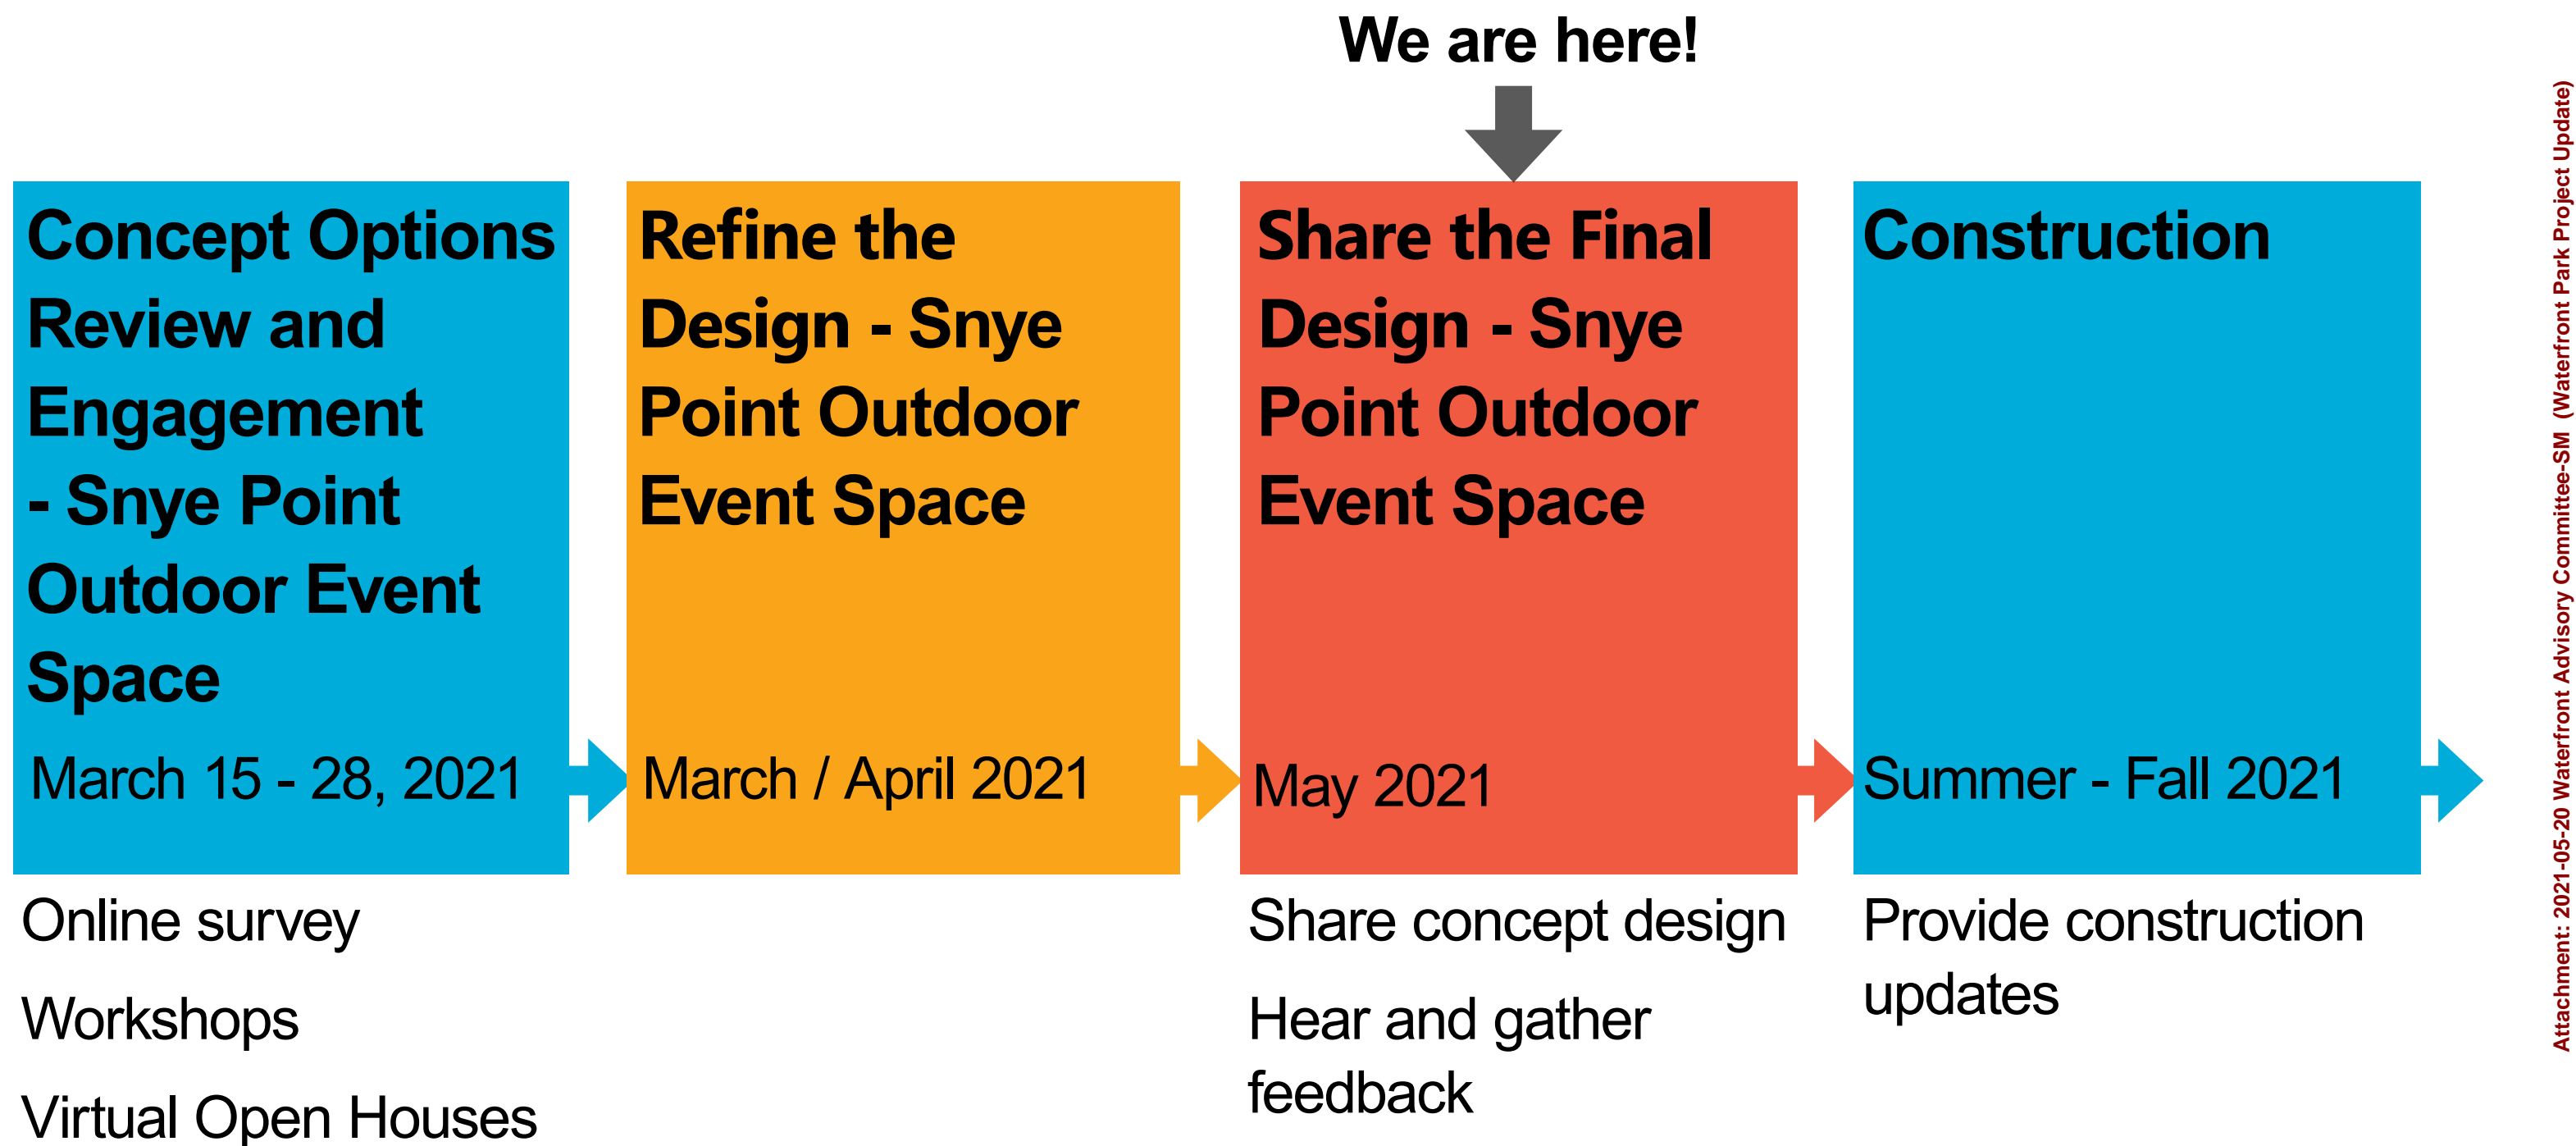 We are here!
Concept Options
Review and
Engagement
- Snye Point
Outdoor Event
Space
March 15 - 28, 2021
Online survey
Workshops
Virtual Open Houses
Refine the
Design - Snye
Point Outdoor
Event Space
March / April 2021
Share the Final
Design - Snye
Point Outdoor
Event Space
May 2021
Share concept design
Hear and gather
feedback
Construction
Summer - Fall 2021
Provide construction
updates
Attachment: 2021-05-20 Waterfront Advisory Committee-SM (Waterfront Park Project Update)